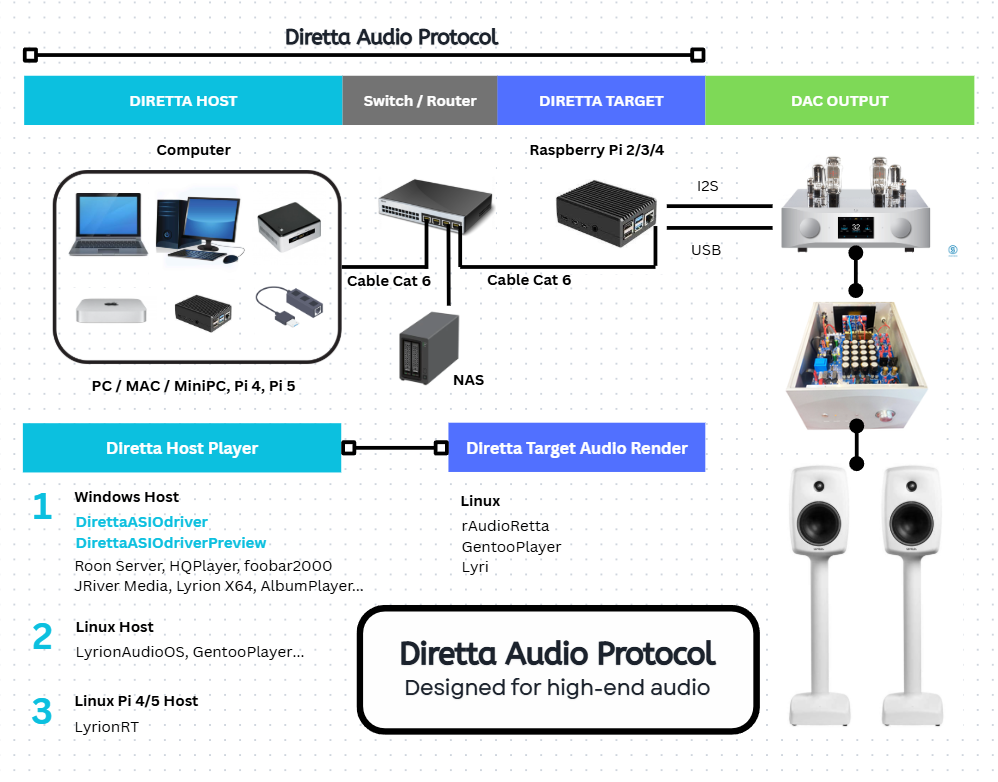 Diretta Audio Protocol
DIRETTA HOST
Switch / Router
DIRETTA TARGET
DAC OUTPUT
Computer
Raspberry Pi 2/3/4
I2S
USB
Cable Cat 6
Cable Cat 6
NAS
PC / MAC / MiniPC, Pi 4, Pi 5
DIretta Host Player
DIretta Target Audio Render
1
Windows Host
DirettaASIOdriver
DirettaASIOdriverPreview
Roon Server, HQPlayer, foobar2000
JRiver Media, Lyrion X64, AlbumPlayer...
Linux
rAudioRetta
GentooPlayer
Lyri
2
Linux Host
LyrionAudioOS, GentooPlayer...
3
Linux Pi 4/5 Host
LyrionRT
Diretta Audio Protocol
Designed for high-end audio